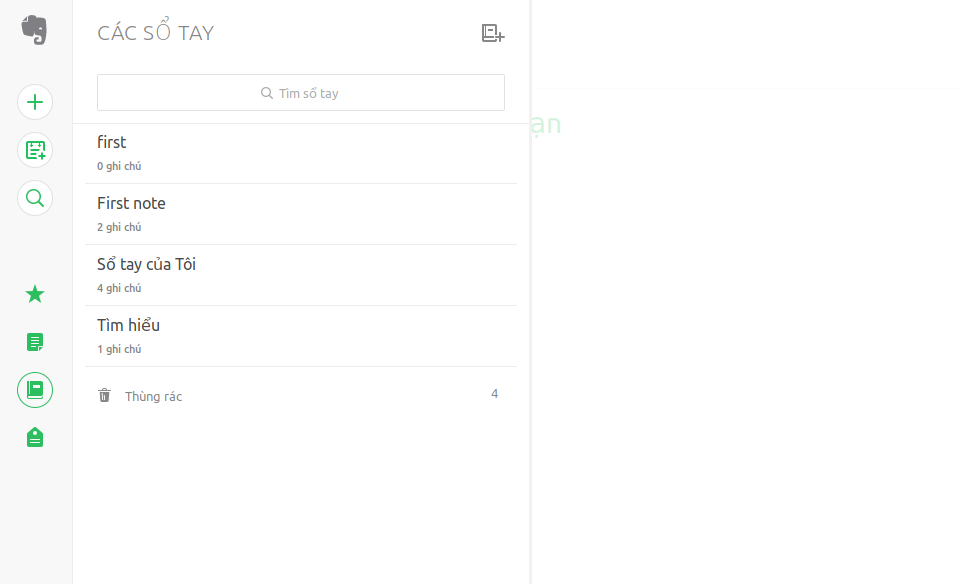 CÁC SỔ TAY
Tìm sổ tay
ạn
first
0 ghi chú
First note
2 ghi chú
Sổ tay của Tôi
4 ghi chú
Tìm hiểu
1 ghi chú
Thùng rác 4